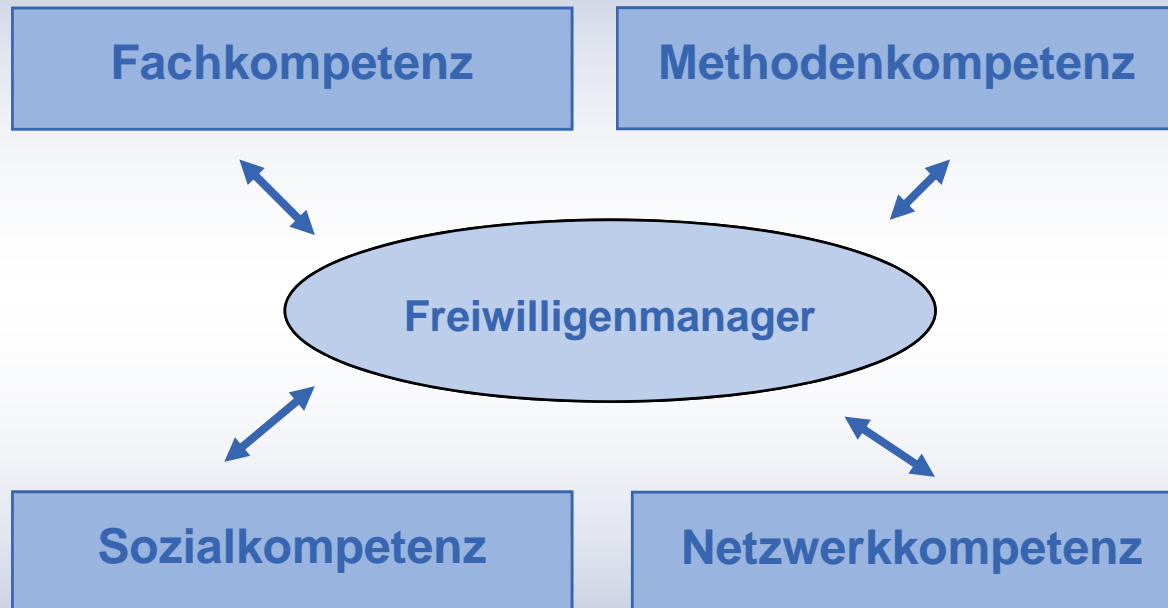 Fachkompetenz
Methodenkompetenz
Freiwilligenmanager
Sozialkompetenz
Netzwerkkompetenz